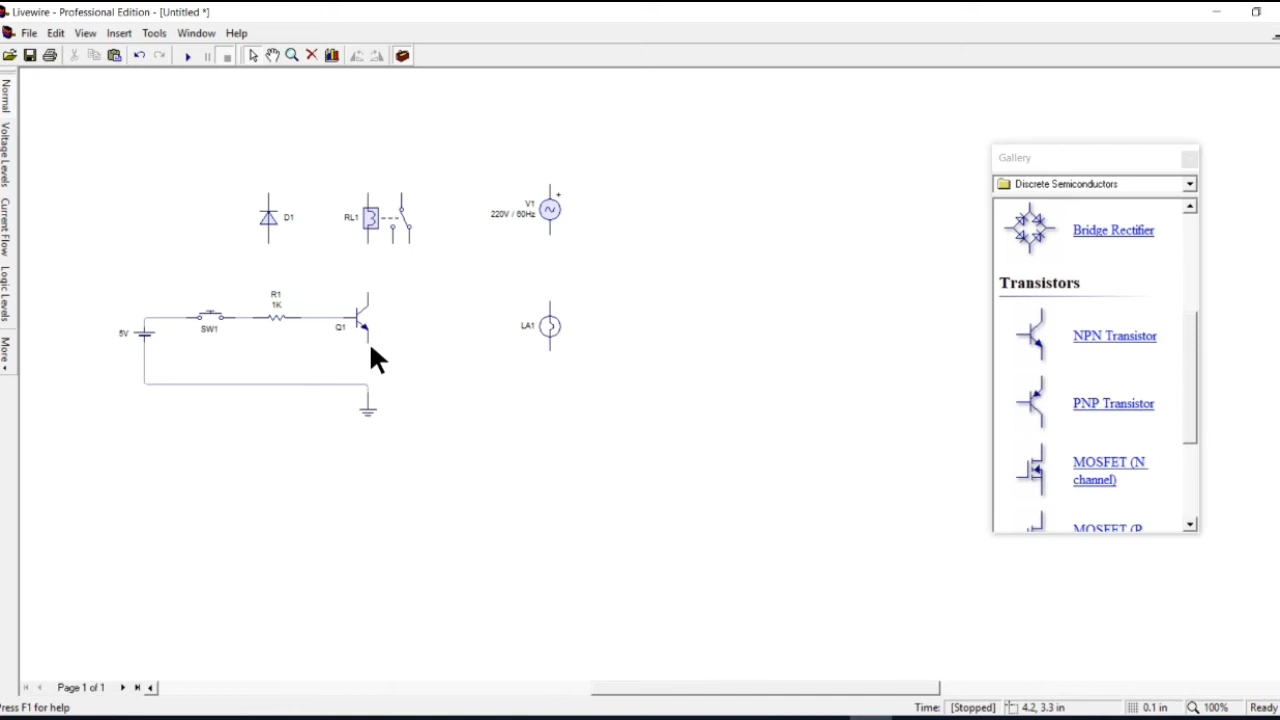 Livewire - Professional Edition - [Untitled *]
File Edit View Insert Tools Window Help
Normal
Voltage Levels
Current Flow
Logic Levels
More
D1
RL1
V1
220V / 60Hz
R1
1K
5V
SW1
Q1
LA1
Gallery
Discrete Semiconductors
Bridge Rectifier
Transistors
NPN Transistor
PNP Transistor
MOSFET (N
channel)
MOSFET (P
Page 1 of 1
Press F1 for help
Time: [Stopped] 4.2, 3.3 in 0.1 in 100% Ready